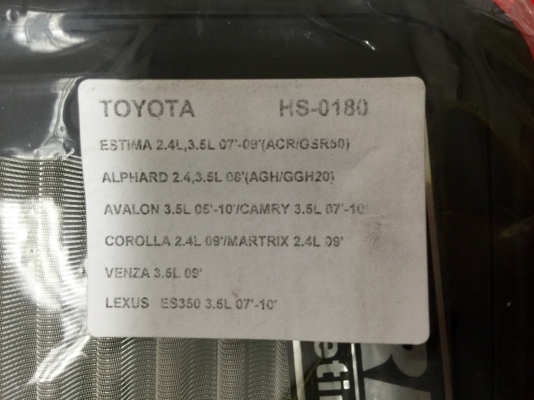 TOYOTA HS-0180
ESTIMA 2.4L,3.5L 07'-09'(ACR/GSR50)
ALPHARD 2.4,3.5L 08'(AGH/GGH20)
AVALON 3.5L 05'-10'/CAMRY 3.5L 07'-10'
COROLLA 2.4L 09'/MARTRIX 2.4L 09'
VENZA 3.5L 09'
LEXUS ES350 3.5L 07'-10'